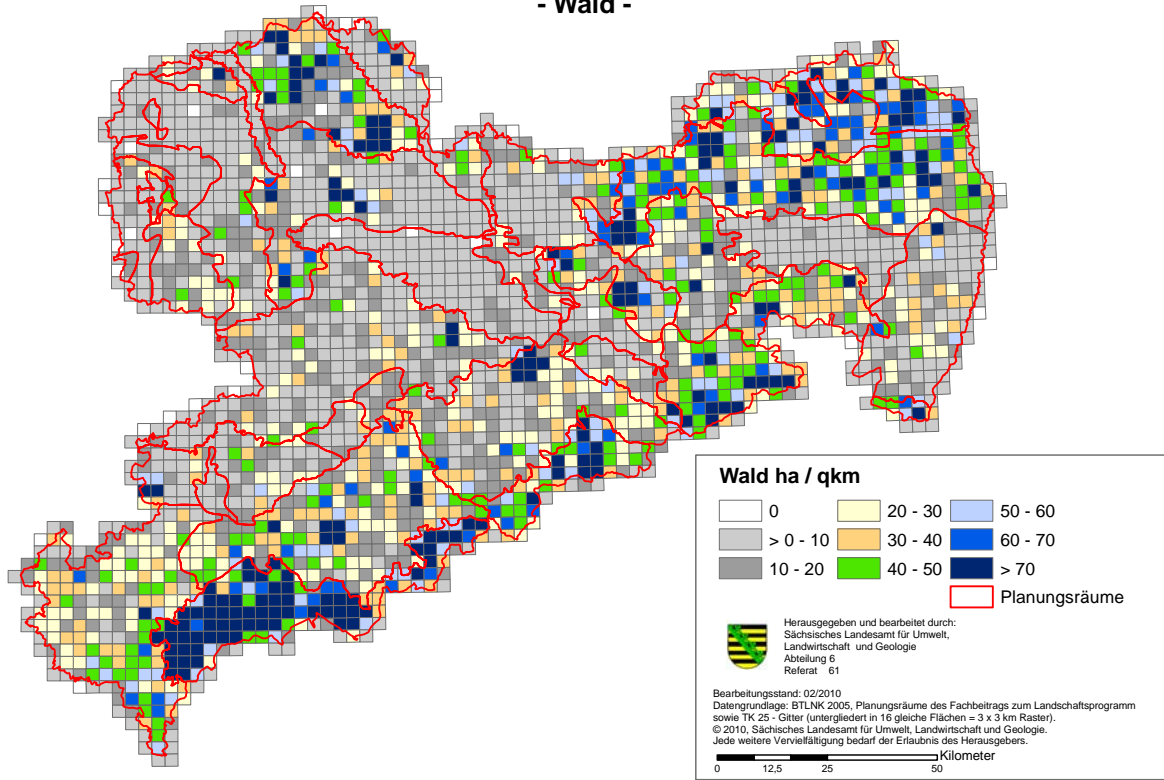 - Wald -
Wald ha / qkm
0
> 0 - 10
10 - 20
20 - 30
30 - 40
40 - 50
50 - 60
60 - 70
> 70
Planungsräume
Herausgegeben und bearbeitet durch:
Sächsisches Landesamt für Umwelt,
Landwirtschaft und Geologie
Abteilung 6
Referat 61
Bearbeitungsstand: 02/2010
Datengrundlage: BTLNK 2005, Planungsräume des Fachbeitrags zum Landschaftsprogramm
sowie TK 25 - Gitter (untergliedert in 16 gleiche Flächen = 3 x 3 km Raster).
© 2010, Sächsisches Landesamt für Umwelt, Landwirtschaft und Geologie.
Jede weitere Vervielfältigung bedarf der Erlaubnis des Herausgebers.
Kilometer
0 12,5 25 50